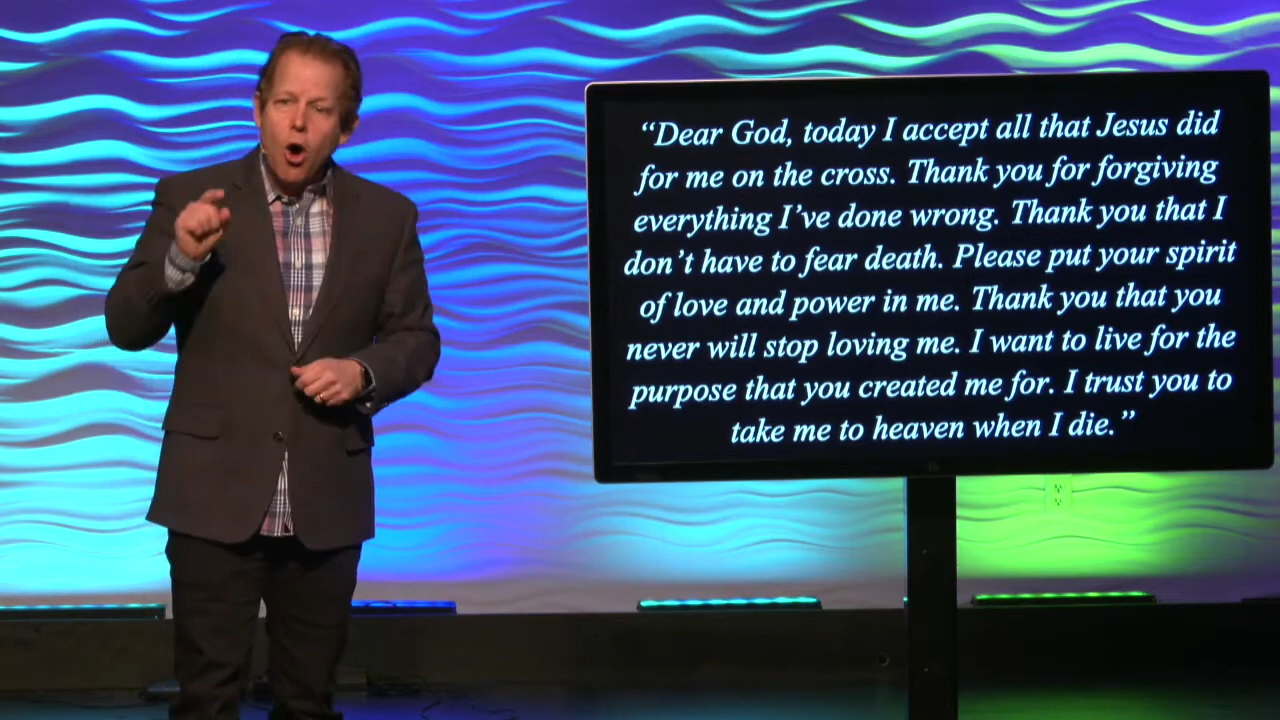 “Dear God, today I accept all that Jesus did
for me on the cross. Thank you for forgiving
everything I’ve done wrong. Thank you that I
don’t have to fear death. Please put your spirit
of love and power in me. Thank you that you
never will stop loving me. I want to live for the
purpose that you created me for. I trust you to
take me to heaven when I die.”